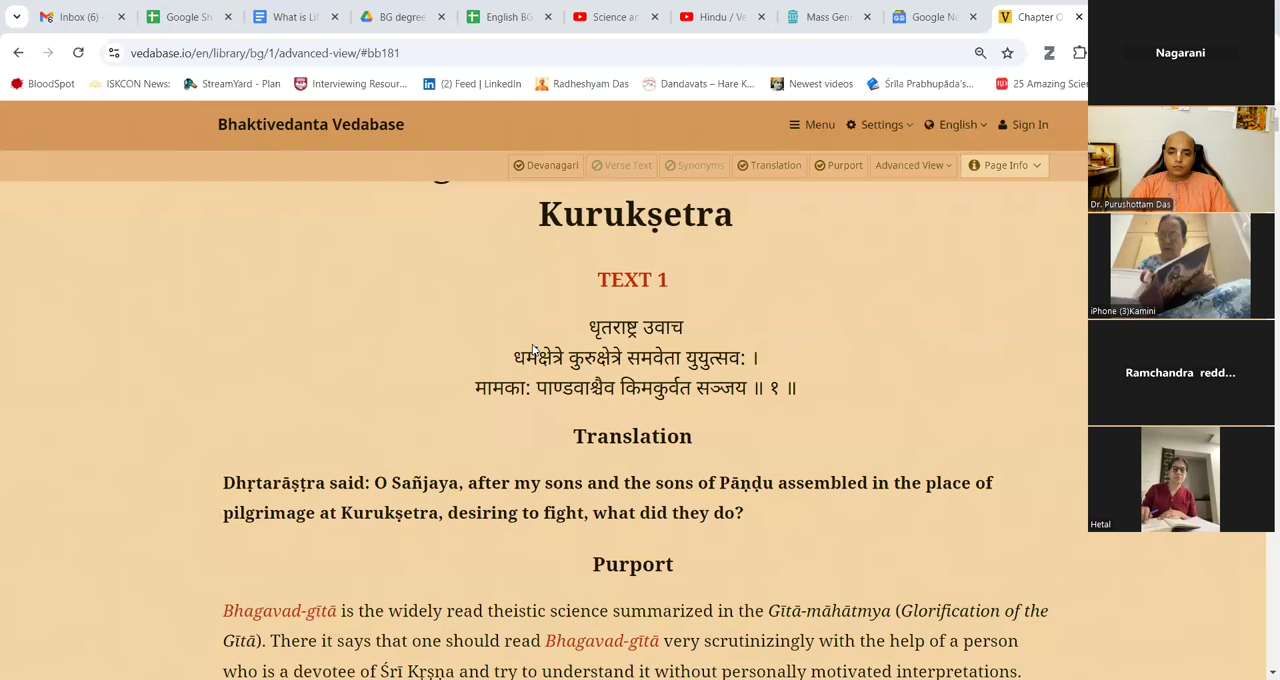 Inbox (6)
Google Sh
What is Lif
BG degree
English BG
Science ar
Hindu / Ve
Mass Gen
Google Ne
Chapter O
vedabase.io/en/library/bg/1/advanced-view/#bb181
BloodSpot
ISKCON News:
StreamYard - Plan
Interviewing Resour...
(2) Feed | LinkedIn
Radheshyam Das
Dandavats – Hare K...
Newest videos
Śrīla Prabhupāda's...
25 Amazing Scien
Bhaktivedanta Vedabase
Menu
Settings
English
Sign In
Devanagari
Verse Text
Synonyms
Translation
Purport
Advanced View
Page Info
Kurukṣetra
TEXT 1
धृतराष्ट्र उवाच
धर्मक्षेत्रे कुरुक्षेत्रे समवेता युयुत्सव: ।
मामका: पाण्डवाश्चैव किमकुर्वत सञ्जय ॥ १ ॥
Translation
Dhṛtarāṣṭra said: O Sañjaya, after my sons and the sons of Pāṇḍu assembled in the place of
pilgrimage at Kurukṣetra, desiring to fight, what did they do?
Purport
Bhagavad-gītā is the widely read theistic science summarized in the Gītā-māhātmya (Glorification of the
Gītā). There it says that one should read Bhagavad-gītā very scrutinizingly with the help of a person
who is a devotee of Śrī Kṛṣṇa and try to understand it without personally motivated interpretations.
Nagarani
Dr. Purushottam Das
iPhone (3)Kamini
Ramchandra redd...
Hetal